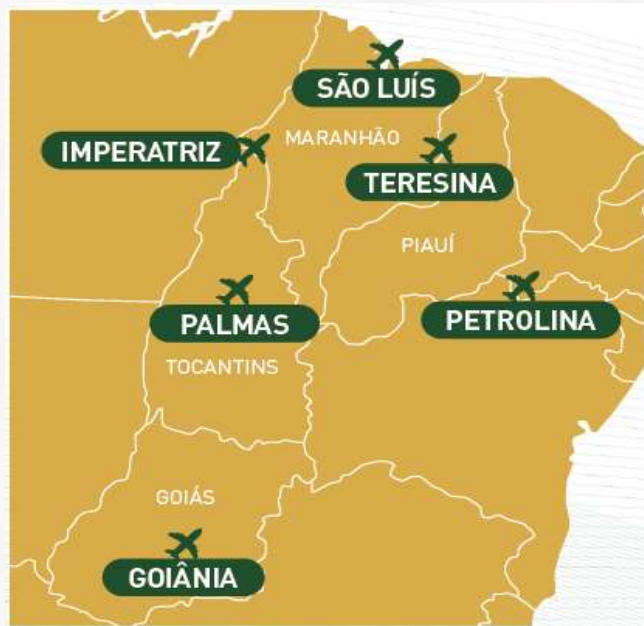 SÃO LUÍS
MARANHÃO
IMPERATRIZ
TERESINA
PIAUÍ
PALMAS
PETROLINA
TOCANTINS
GOIÁS
GOIÂNIA